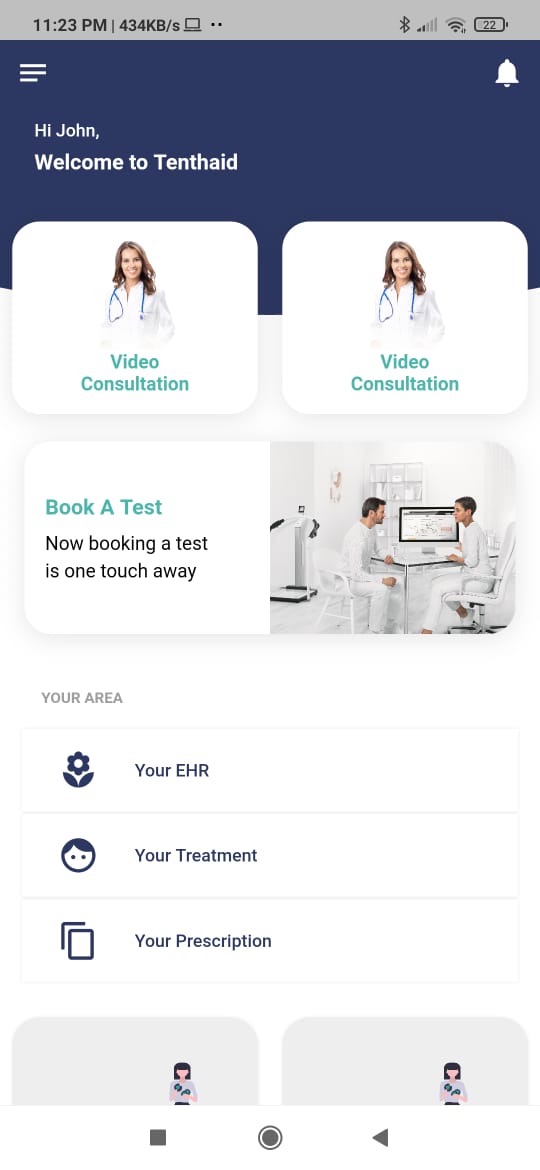 11:23 PM | 434KB/s
22
Hi John,
Welcome to Tenthaid
Video
Consultation
Video
Consultation
Book A Test
Now booking a test
is one touch away
YOUR AREA
Your EHR
Your Treatment
Your Prescription